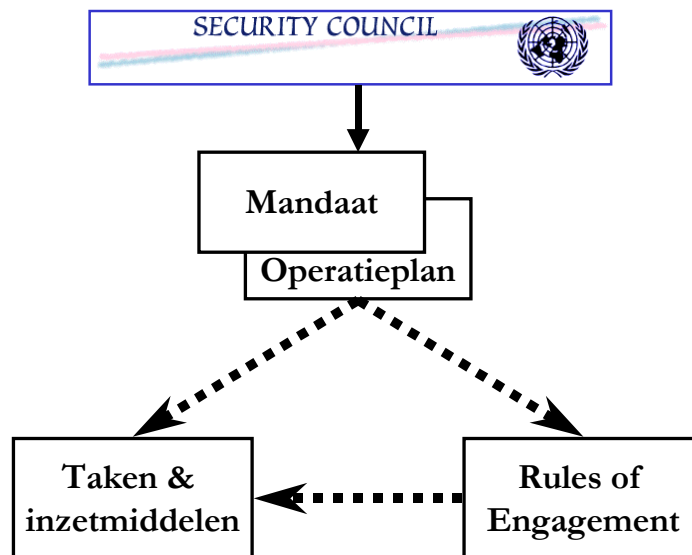 SECURITY COUNCIL
Mandaat
Operatieplan
Taken &
inzetmiddelen
Rules of
Engagement